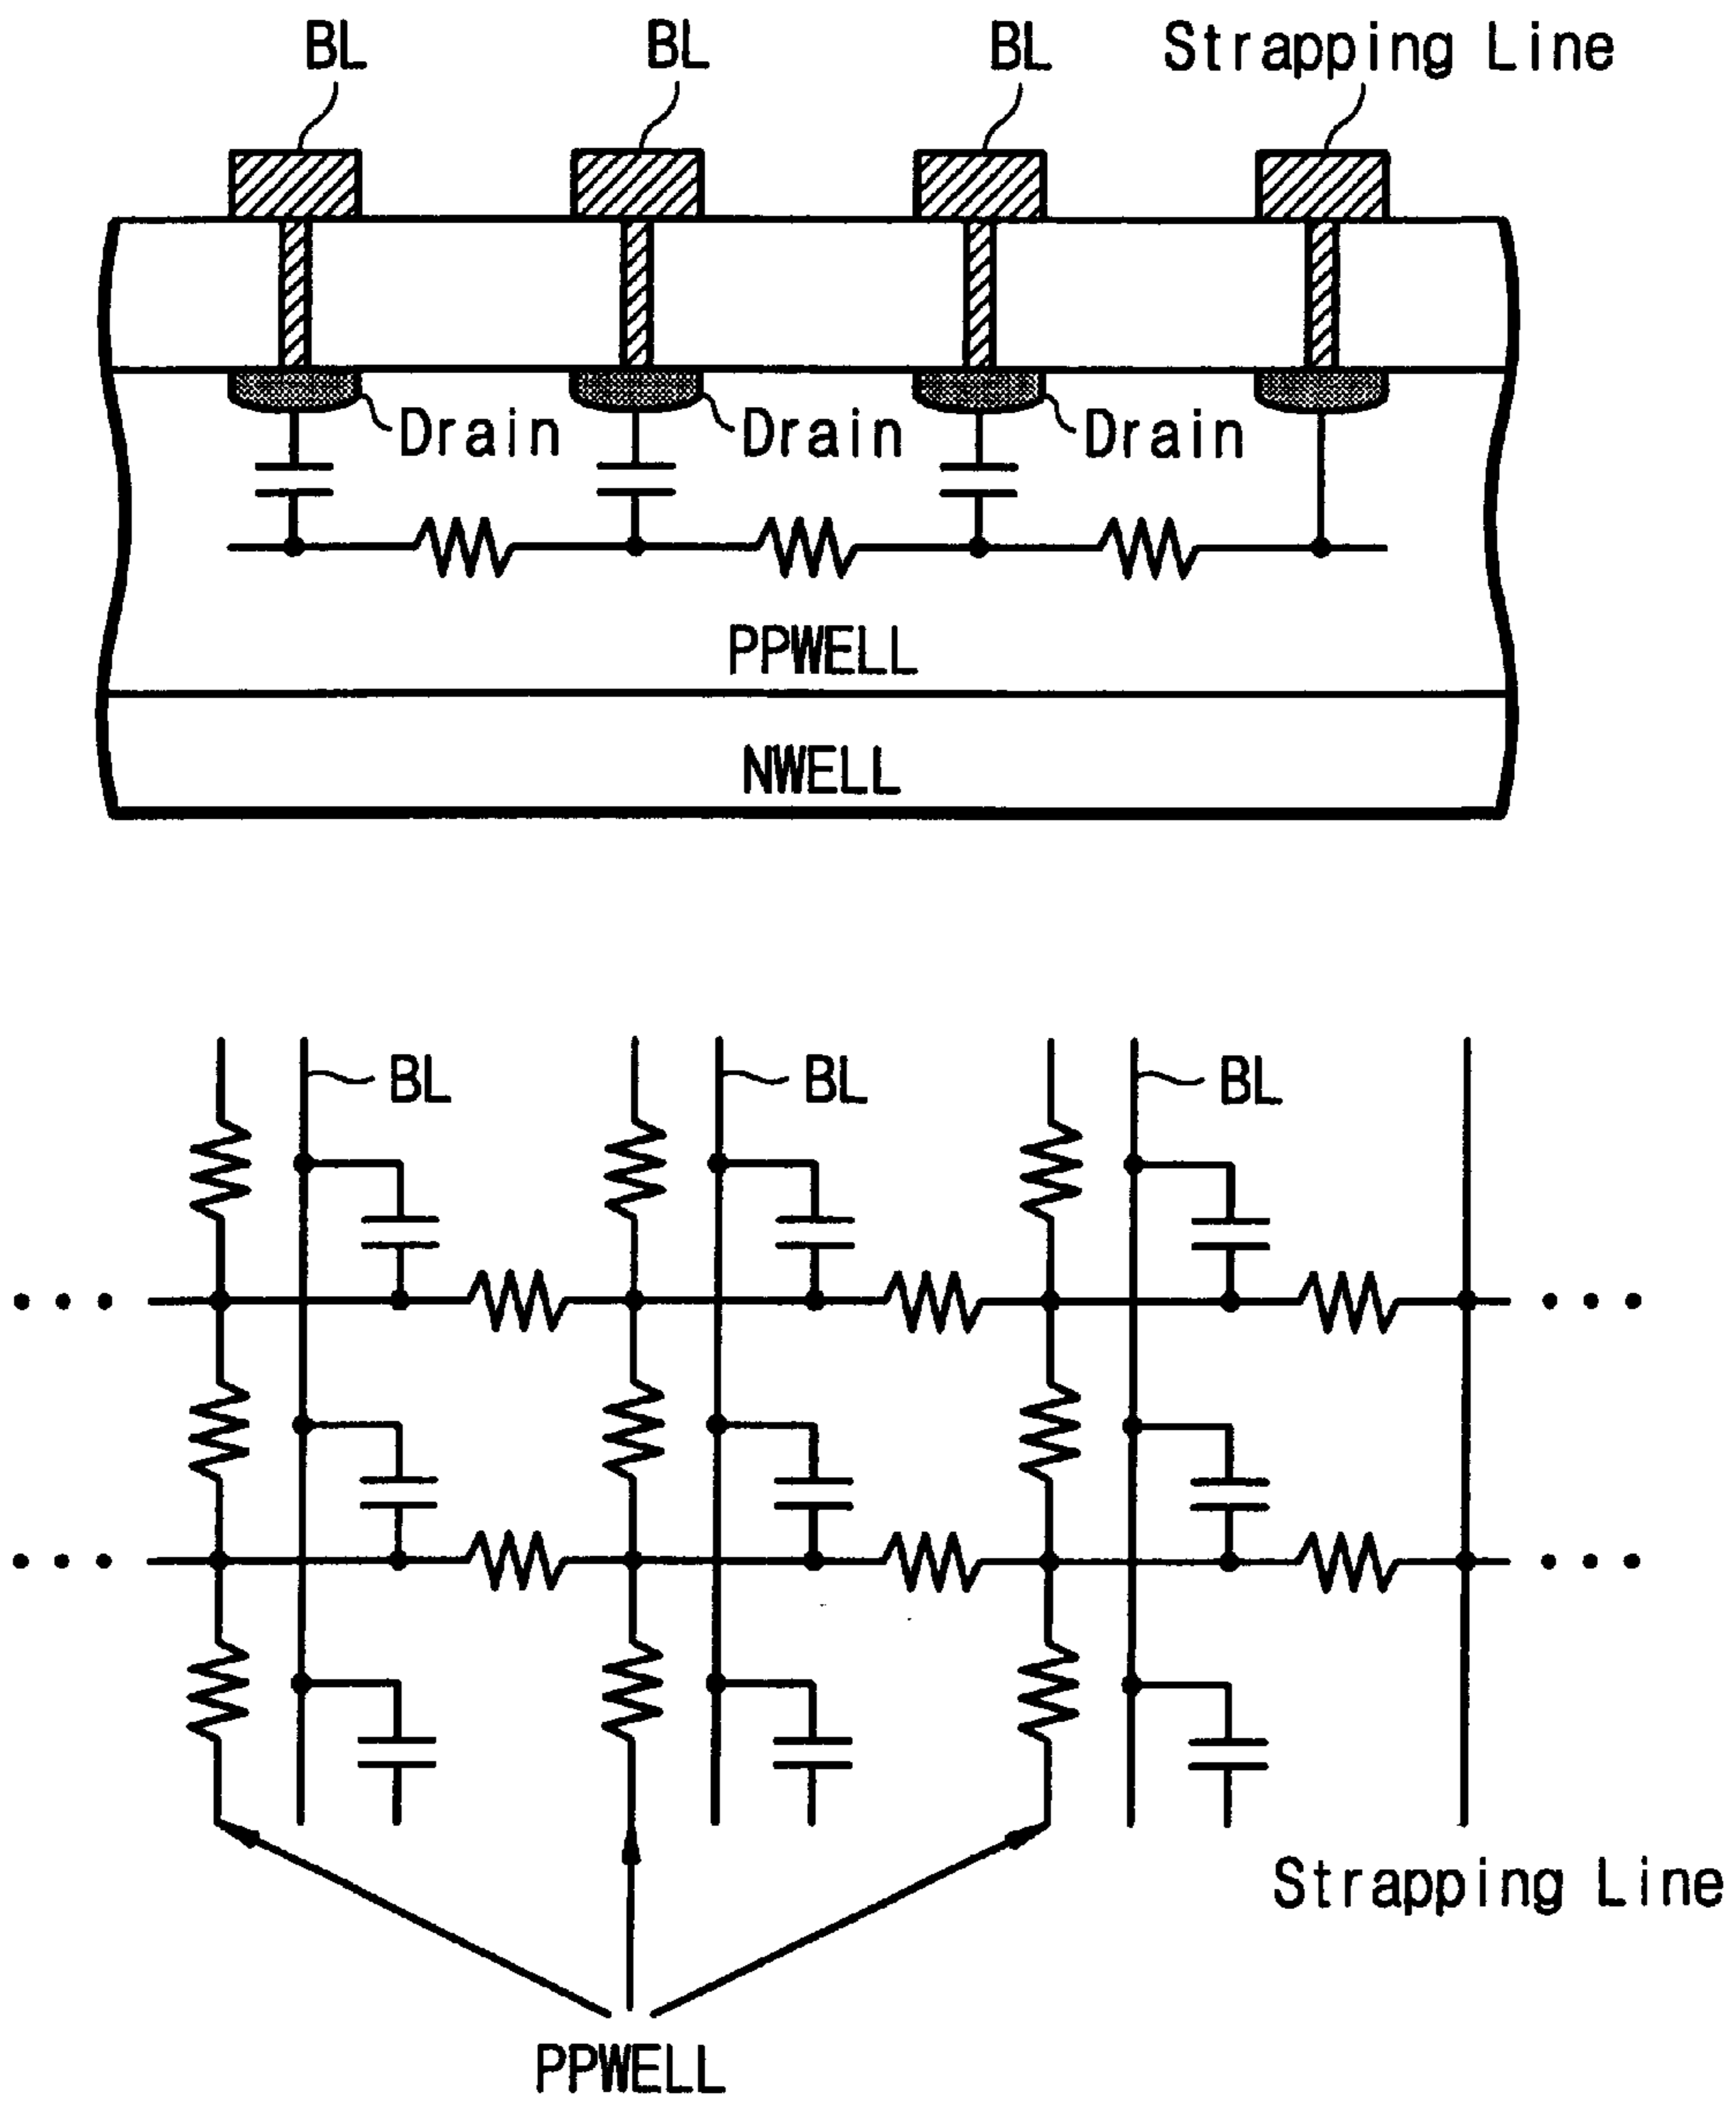 BL BL BL Strapping Line
Drain Drain Drain
PPWELL
NWELL
BL BL BL
Strapping Line
PPWELL